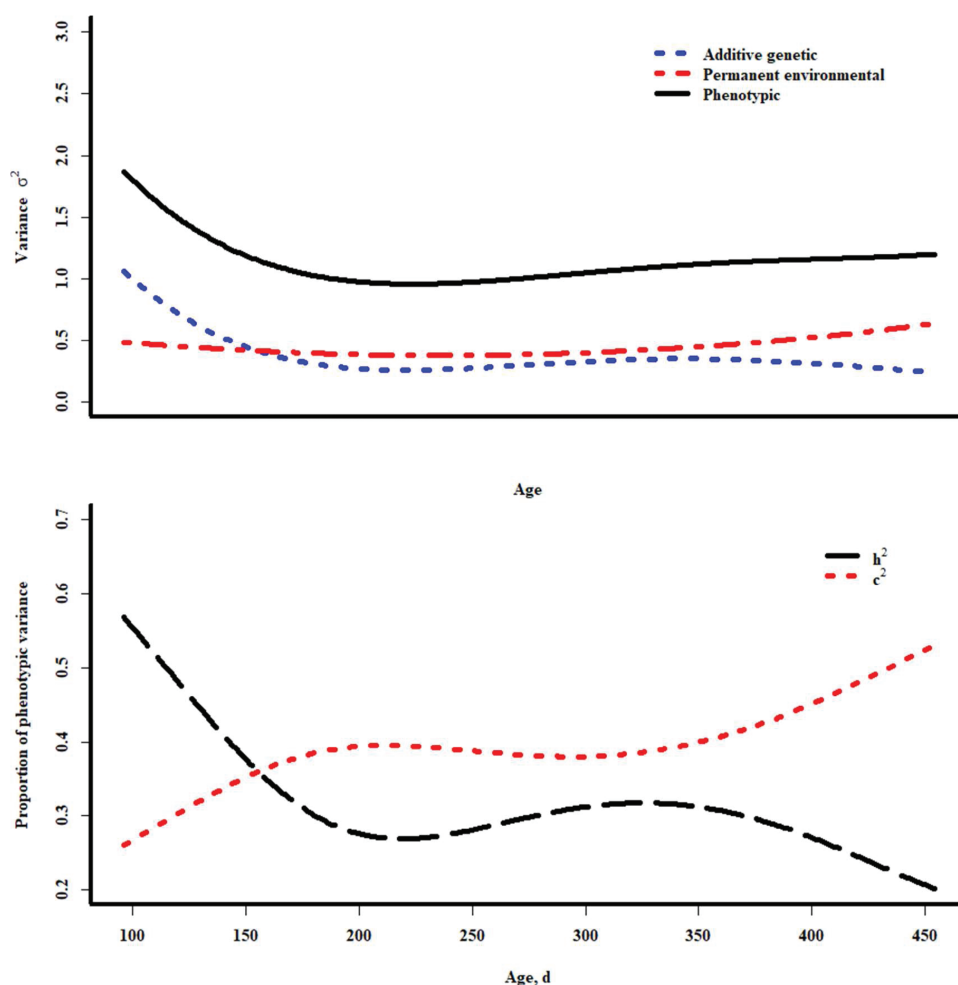 3.0
2.5
2.0
1.5
1.0
0.5
0.0
Variance σ²
Additive genetic
Permanent environmental
Phenotypic
Age
0.7
0.6
0.5
0.4
0.3
0.2
Proportion of phenotypic variance
h²
c²
100 150 200 250 300 350 400 450
Age, d